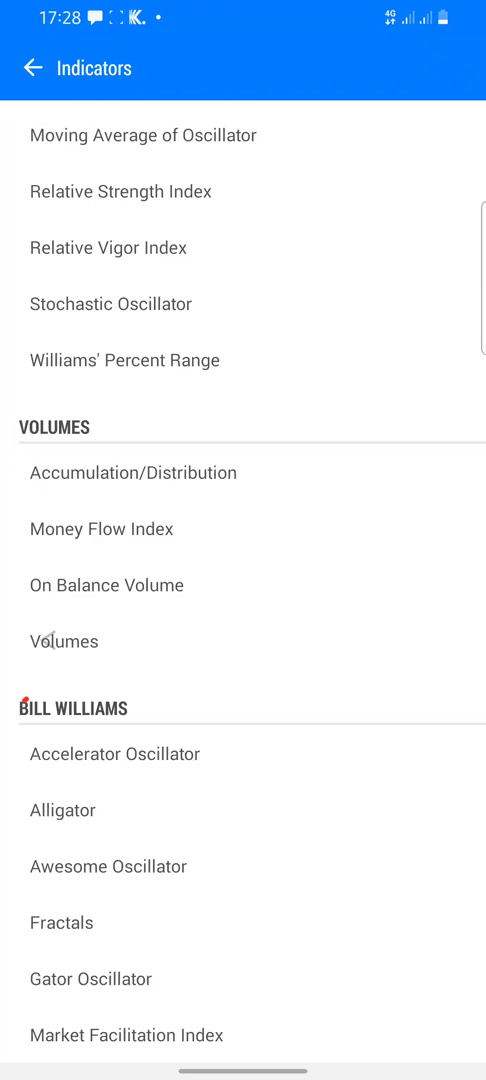 17:28 K. 4G
Indicators
Moving Average of Oscillator
Relative Strength Index
Relative Vigor Index
Stochastic Oscillator
Williams' Percent Range
VOLUMES
Accumulation/Distribution
Money Flow Index
On Balance Volume
Volumes
BILL WILLIAMS
Accelerator Oscillator
Alligator
Awesome Oscillator
Fractals
Gator Oscillator
Market Facilitation Index